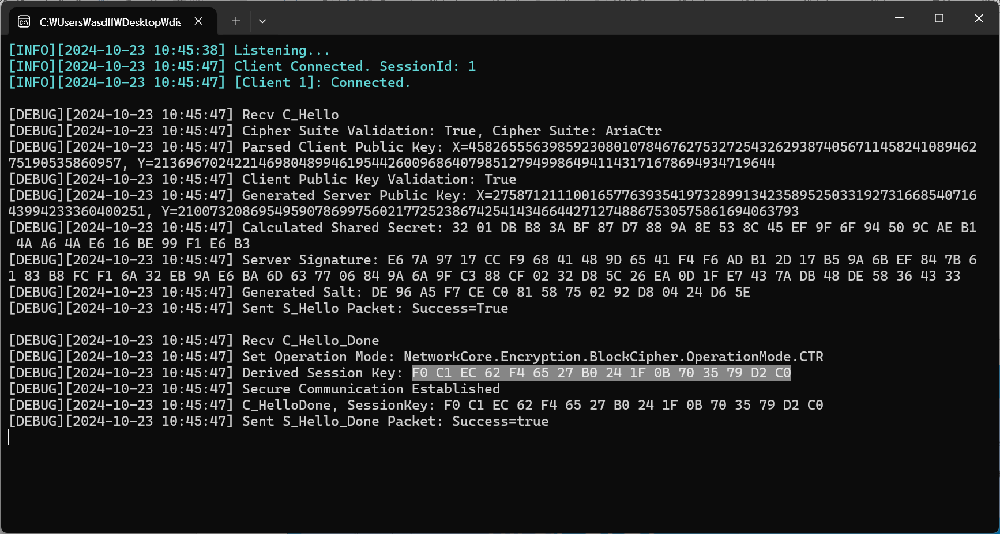 C:₩Users₩asdff₩Desktop₩dis
[INFO][2024-10-23 10:45:38] Listening...
[INFO][2024-10-23 10:45:47] Client Connected. SessionId: 1
[INFO][2024-10-23 10:45:47] [Client 1]: Connected.
[DEBUG][2024-10-23 10:45:47] Recv C_Hello
[DEBUG][2024-10-23 10:45:47] Cipher Suite Validation: True, Cipher Suite: AriaCtr
[DEBUG][2024-10-23 10:45:47] Parsed Client Public Key: X=45826555639859230801078467627532725432629387405671145824108946​2
75190535860957, Y=21369670242214698048994619544260096864079851279499864941143171678694934719644
[DEBUG][2024-10-23 10:45:47] Client Public Key Validation: True
[DEBUG][2024-10-23 10:45:47] Generated Server Public Key: X=27587121110016577639354197328991342358952503319273166854071​6
43994233360400251, Y=21007320869549590786997560217725238674254143466442712748867530575861694063793
[DEBUG][2024-10-23 10:45:47] Calculated Shared Secret: 32 01 DB B8 3A BF 87 D7 88 9A 8E 53 8C 45 EF 9F 6F 94 50 9C AE B1
4A A6 4A E6 16 BE 99 F1 E6 B3
[DEBUG][2024-10-23 10:45:47] Server Signature: E6 7A 97 17 CC F9 68 41 48 9D 65 41 F4 F6 AD B1 2D 17 B5 9A 6B EF 84 7B 6
1 83 B8 FC F1 6A 32 EB 9A E6 BA 6D 63 77 06 84 9A 6A 9F C3 88 CF 02 32 D8 5C 26 EA 0D 1F E7 43 7A DB 48 DE 58 36 43 33
[DEBUG][2024-10-23 10:45:47] Generated Salt: DE 96 A5 F7 CE C0 81 58 75 02 92 D8 04 24 D6 5E
[DEBUG][2024-10-23 10:45:47] Sent S_Hello Packet: Success=True
[DEBUG][2024-10-23 10:45:47] Recv C_Hello_Done
[DEBUG][2024-10-23 10:45:47] Set Operation Mode: NetworkCore.Encryption.BlockCipher.OperationMode.CTR
[DEBUG][2024-10-23 10:45:47] Derived Session Key: F0 C1 EC 62 F4 65 27 B0 24 1F 0B 70 35 79 D2 C0
[DEBUG][2024-10-23 10:45:47] Secure Communication Established
[DEBUG][2024-10-23 10:45:47] C_HelloDone, SessionKey: F0 C1 EC 62 F4 65 27 B0 24 1F 0B 70 35 79 D2 C0
[DEBUG][2024-10-23 10:45:47] Sent S_Hello_Done Packet: Success=true